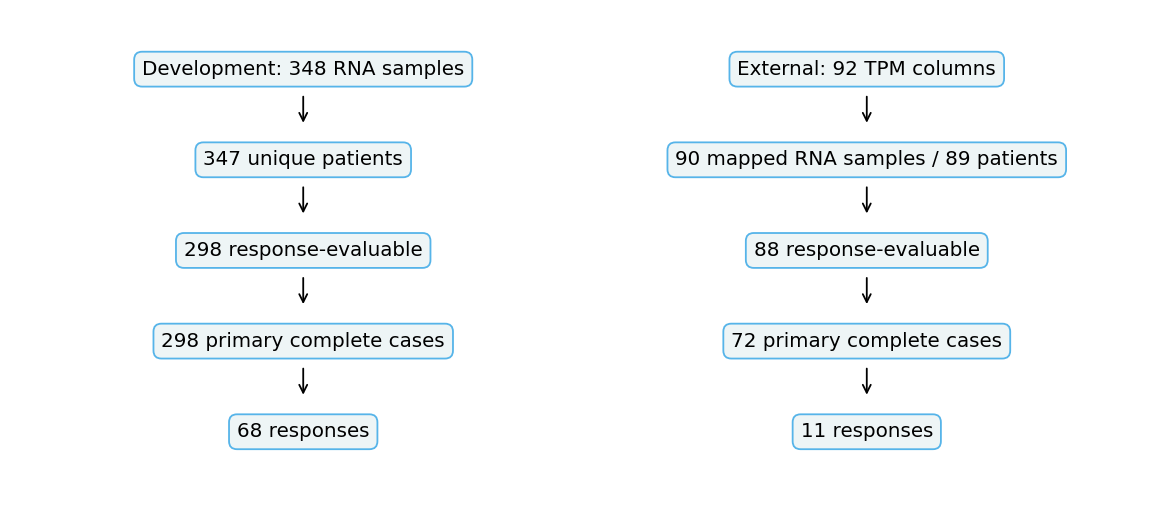 Development: 348 RNA samples
347 unique patients
298 response-evaluable
298 primary complete cases
68 responses
External: 92 TPM columns
90 mapped RNA samples / 89 patients
88 response-evaluable
72 primary complete cases
11 responses